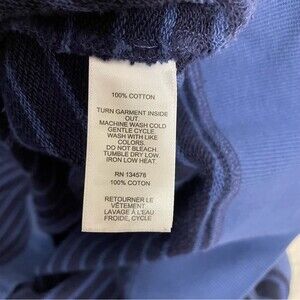 100% COTTON
TURN GARMENT INSIDE
OUT.
MACHINE WASH COLD
GENTLE CYCLE.
WASH WITH LIKE
COLORS.
DO NOT BLEACH.
TUMBLE DRY LOW.
IRON LOW HEAT.
RN 134578
100% COTON
RETOURNER LE
VÊTEMENT.
LAVAGE À L'EAU
FROIDE, CYCLE